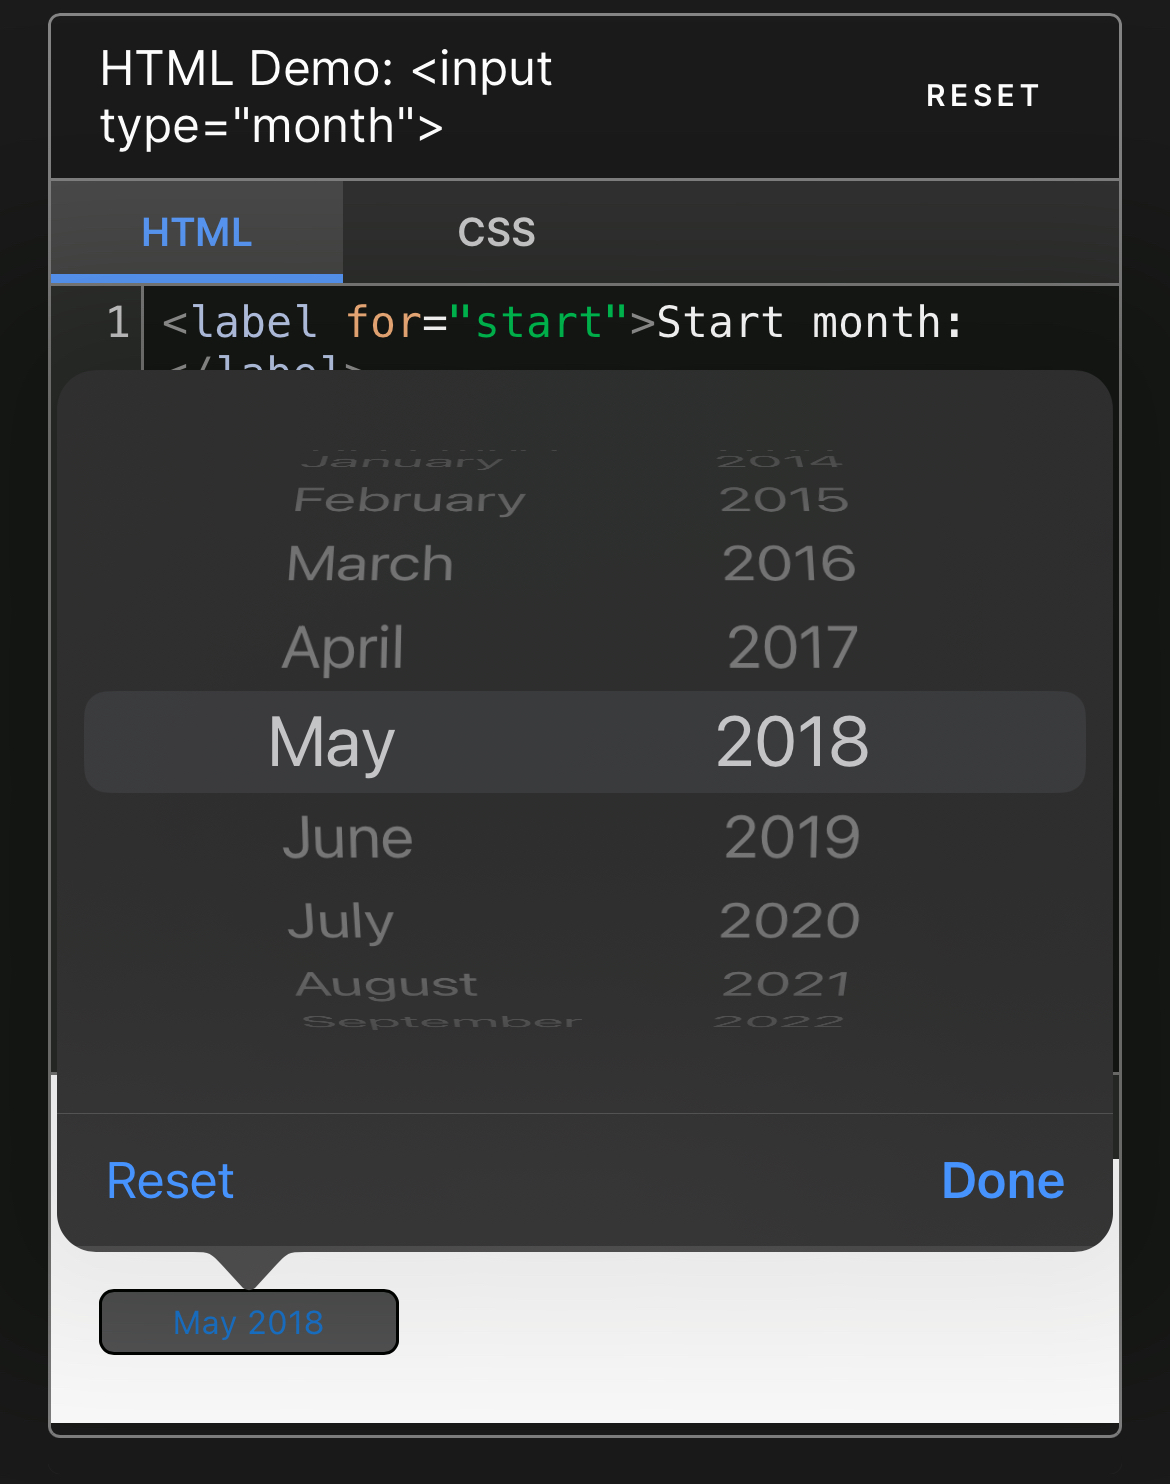 HTML Demo: <input
type="month">
RESET
HTML
CSS
1
<label for="start">Start month:
</label>
January 2014
February 2015
March 2016
April 2017
May 2018
June 2019
July 2020
August 2021
September 2022
Reset
Done
May 2018